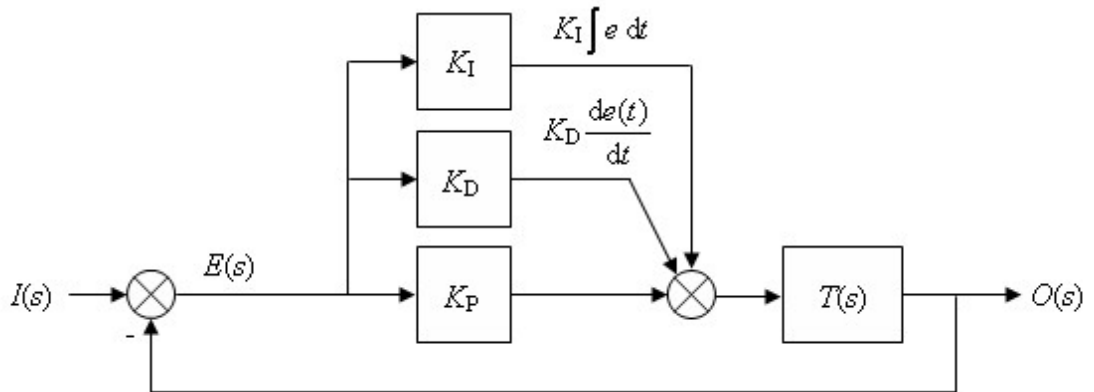 K_I ∫ e dt
K_I
K_D de(t)/dt
K_D
E(s)
I(s)
K_P
T(s)
O(s)
-